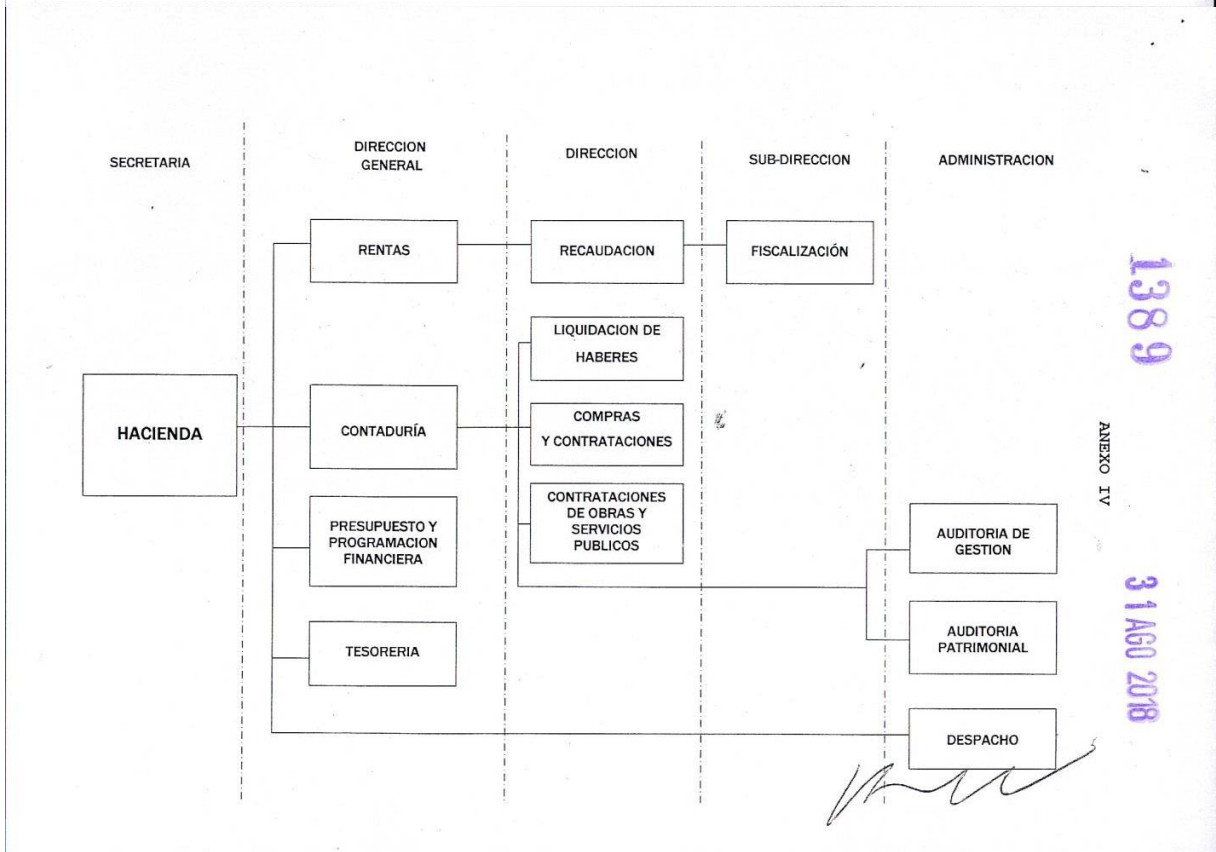 SECRETARIA
DIRECCION
GENERAL
DIRECCION
SUB-DIRECCION
ADMINISTRACION
RENTAS
RECAUDACION
FISCALIZACIÓN
LIQUIDACION DE
HABERES
HACIENDA
CONTADURÍA
COMPRAS
Y CONTRATACIONES
PRESUPUESTO Y
PROGRAMACION
FINANCIERA
CONTRATACIONES
DE OBRAS Y
SERVICIOS
PUBLICOS
AUDITORIA DE
GESTION
TESORERIA
AUDITORIA
PATRIMONIAL
DESPACHO
1389
ANEXO IV
31 AGO 2018